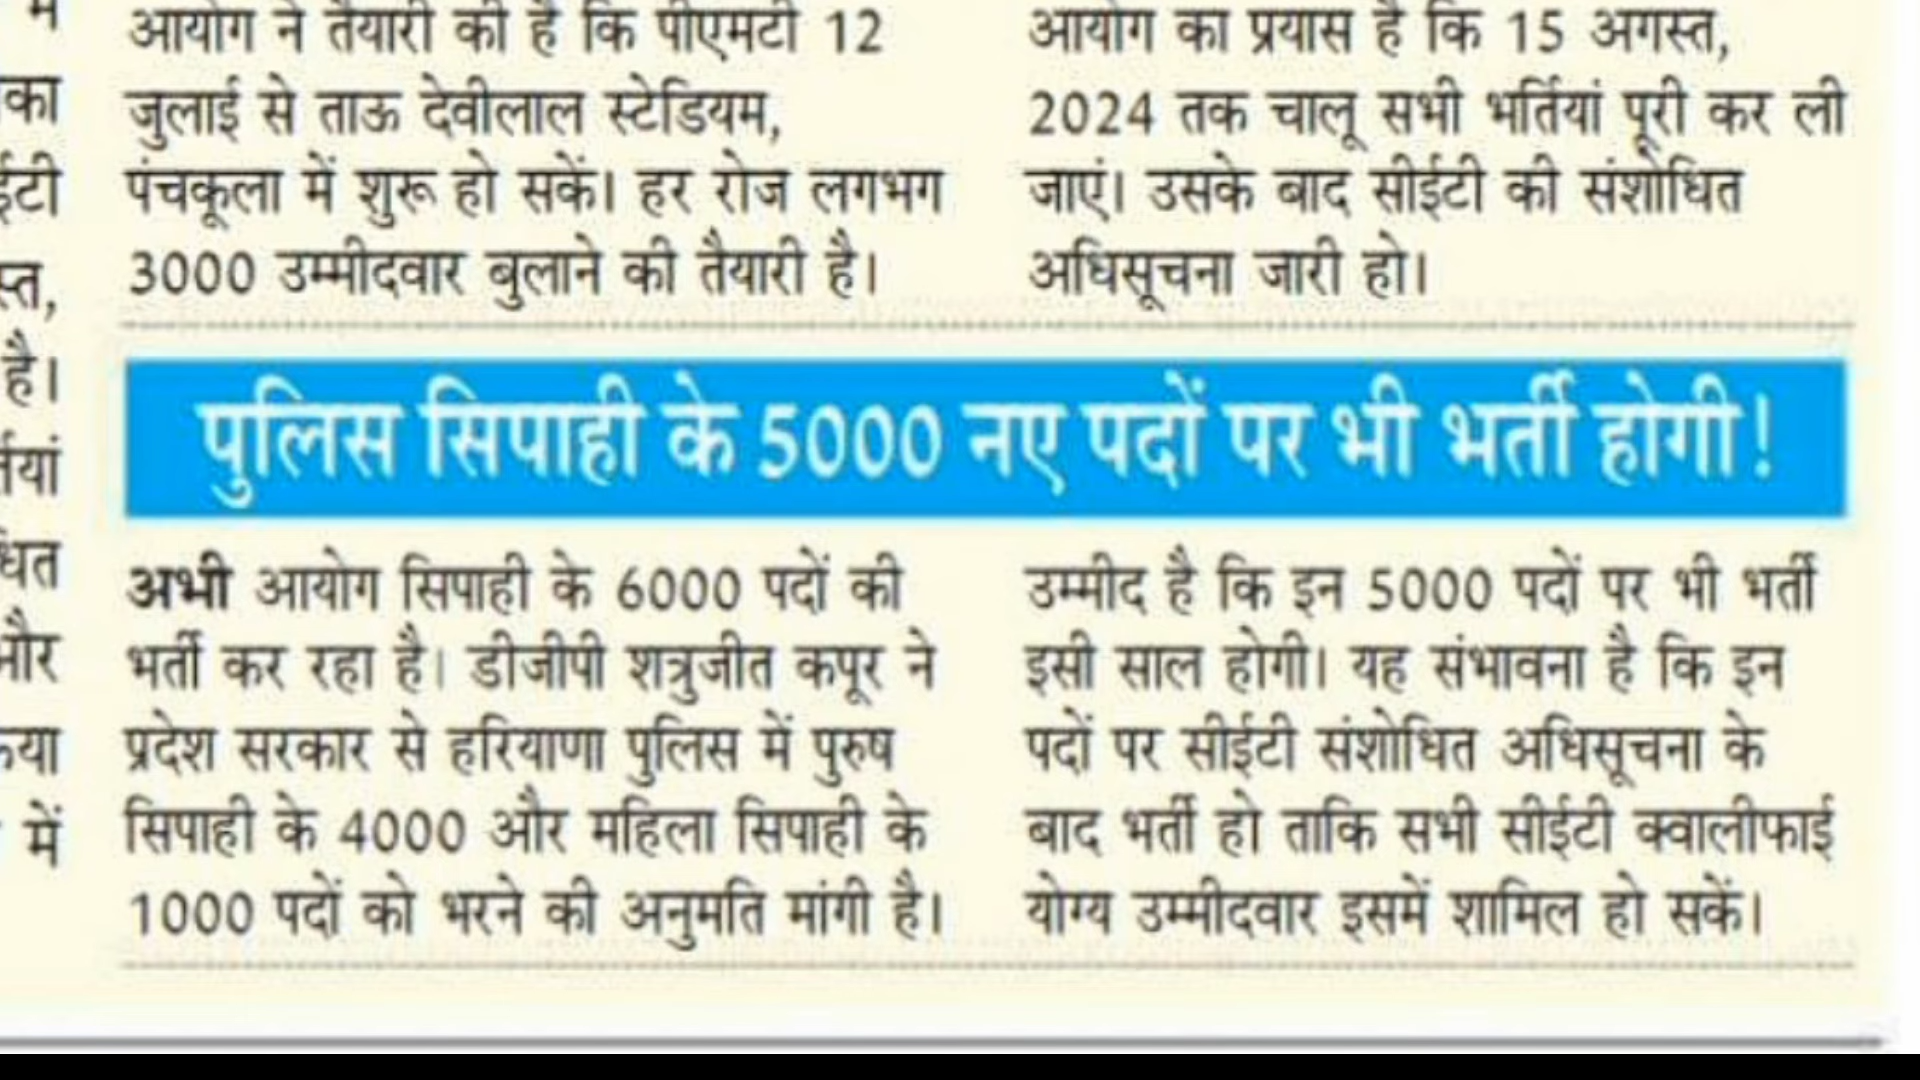 में
का
ईटी
स्त,
है।
र्तियां
धित
और
में
आयोग ने तैयारी की है कि पीएमटी 12
जुलाई से ताऊ देवीलाल स्टेडियम,
पंचकूला में शुरू हो सकें। हर रोज लगभग
3000 उम्मीदवार बुलाने की तैयारी है।
आयोग का प्रयास है कि 15 अगस्त,
2024 तक चालू सभी भर्तियां पूरी कर ली
जाएं। उसके बाद सीईटी की संशोधित
अधिसूचना जारी हो।
पुलिस सिपाही के 5000 नए पदों पर भी भर्ती होगी!
अभी आयोग सिपाही के 6000 पदों की
भर्ती कर रहा है। डीजीपी शत्रुजीत कपूर ने
प्रदेश सरकार से हरियाणा पुलिस में पुरुष
सिपाही के 4000 और महिला सिपाही के
1000 पदों को भरने की अनुमति मांगी है।
उम्मीद है कि इन 5000 पदों पर भी भर्ती
इसी साल होगी। यह संभावना है कि इन
पदों पर सीईटी संशोधित अधिसूचना के
बाद भर्ती हो ताकि सभी सीईटी क्वालीफाई
योग्य उम्मीदवार इसमें शामिल हो सकें।